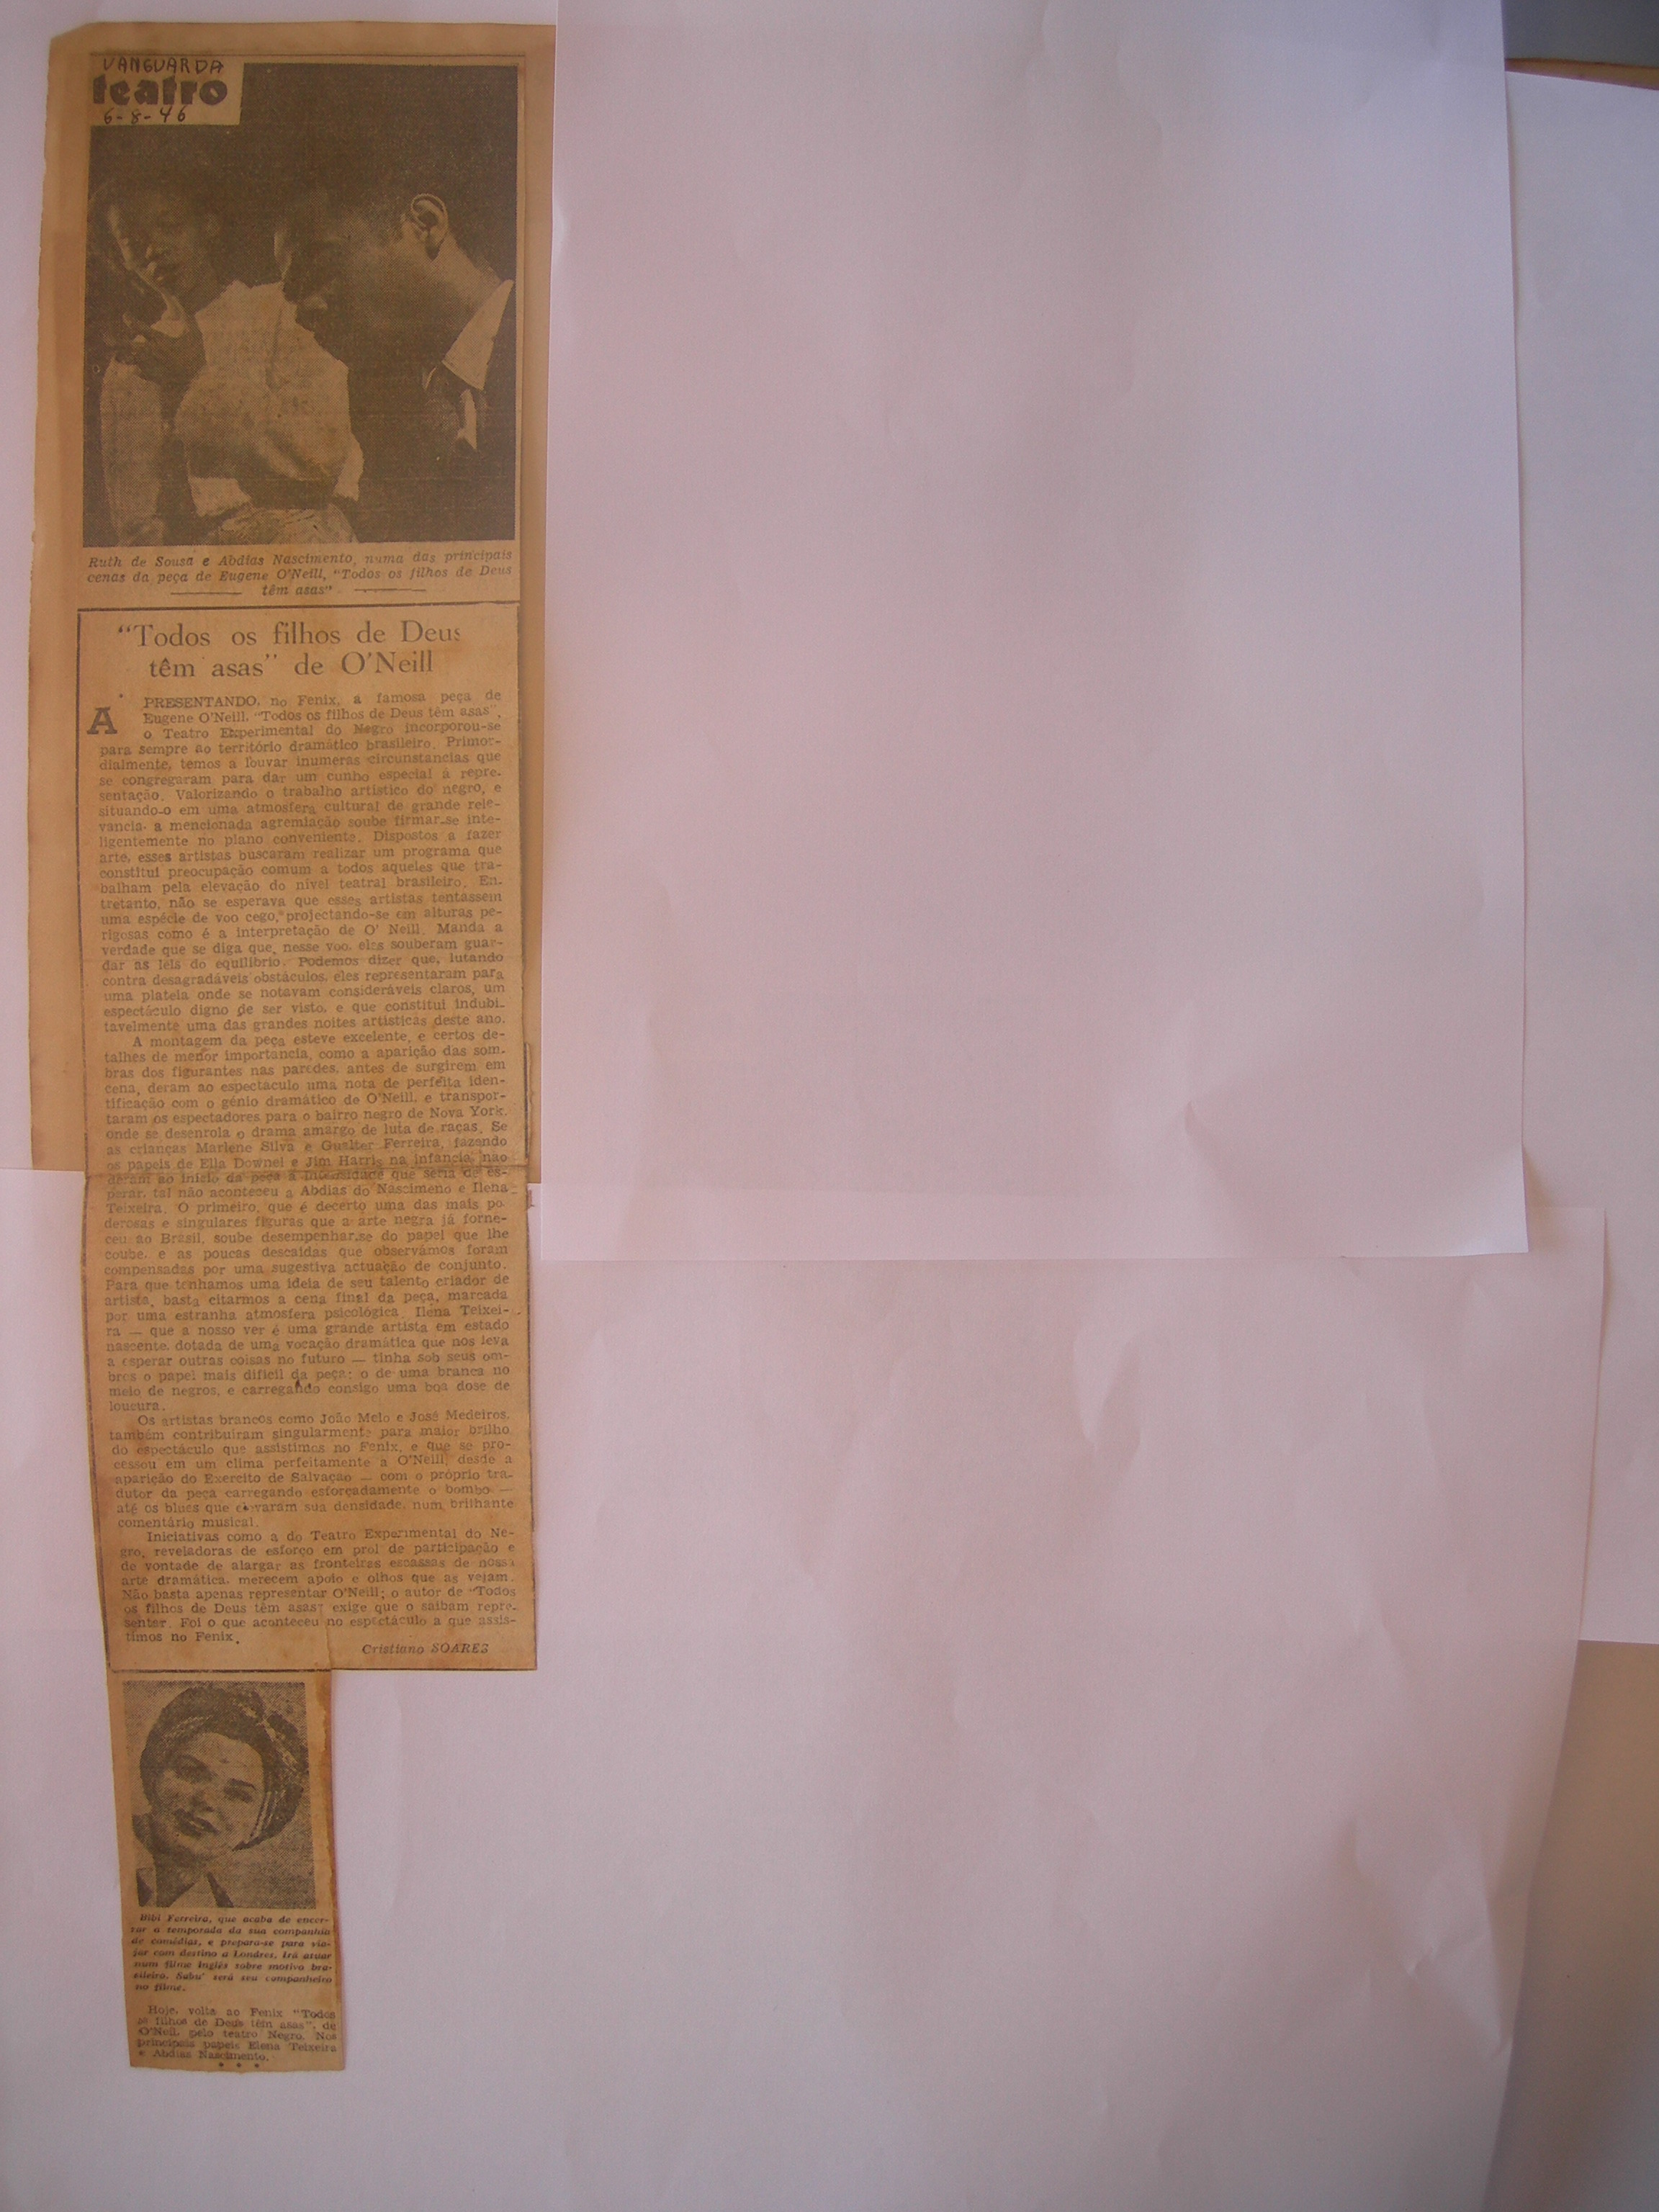 VANGUARDA
teatro
6-8-46
Ruth de Sousa e Abdias Nascimento, numa das principais
cenas da peça de Eugene O'Neill, "Todos os filhos de Deus
têm asas"
"Todos os filhos de Deus
têm asas" de O'Neill
A PRESENTANDO, no Fenix, a famosa peça de
Eugene O'Neill, "Todos os filhos de Deus têm asas",
o Teatro Experimental do Negro incorporou-se
para sempre ao território dramático brasileiro. Primor-
dialmente, temos a louvar inumeras circunstancias que
se congregaram para dar um cunho especial á repre-
sentação. Valorizando o trabalho artistico do negro, e
situando-o em uma atmosfera cultural de grande rele-
vancia, a mencionada agremiação soube firmar-se inte-
ligentemente no plano conveniente. Dispostos a fazer
arte, esses artistas buscaram realizar um programa que
constitui preocupação comum a todos aqueles que tra-
balham pela elevação do nivel teatral brasileiro. En-
tretanto, não se esperava que esses artistas tentassem
uma espécie de voo cego, projectando-se em alturas pe-
rigosas como é a interpretação de O' Neill. Manda a
verdade que se diga que, nesse voo, eles souberam guar-
dar as leis do equilibrio. Podemos dizer que, lutando
contra desagradáveis obstáculos, eles representaram para
uma plateia onde se notavam consideráveis claros, um
espectáculo digno de ser visto, e que constitui indubi-
tavelmente uma das grandes noites artisticas deste ano.
A montagem da peça esteve excelente, e certos de-
talhes de menor importancia, como a aparição das som-
bras dos figurantes nas paredes, antes de surgirem em
cena, deram ao espectaculo uma nota de perfeita iden-
tificação com o génio dramático de O'Neill, e transpor-
taram os espectadores para o bairro negro de Nova York,
onde se desenrola o drama amargo de luta de raças. Se
as crianças Marlene Silva e Gualter Ferreira, fazendo
os papeis de Ella Downel e Jim Harris na infancia, não
deram ao inicio da peça a intensidade que seria de es-
perar, tal não aconteceu a Abdias do Nascimeno e Ilena
Teixeira. O primeiro, que é decerto uma das mais po
derosas e singulares figuras que a arte negra já forne-
ceu ao Brasil, soube desempenhar-se do papel que lhe
coube, e as poucas descaidas que observámos foram
compensadas por uma sugestiva actuação de conjunto.
Para que tenhamos uma ideia de seu talento criador de
artista, basta citarmos a cena final da peça, marcada
por uma estranha atmosfera psicológica. Ilena Teixei-
ra — que a nosso ver é uma grande artista em estado
nascente, dotada de uma vocação dramática que nos leva
a esperar outras coisas no futuro — tinha sob seus om-
bros o papel mais dificil da peça: o de uma branca no
meio de negros, e carregando consigo uma boa dose de
loucura.
Os artistas brancos como João Melo e José Medeiros,
também contribuiram singularmente para maior brilho
do espectáculo que assistimos no Fenix, e que se pro-
cessou em um clima perfeitamente á O'Neill, desde a
aparição do Exercito de Salvação — com o próprio tra-
dutor da peça carregando esforçadamente o bombo —
até os blues que elevaram sua densidade, num brilhante
comentário musical.
Iniciativas como a do Teatro Experimental do Ne-
gro, reveladoras de esforço em prol de participação e
de vontade de alargar as fronteiras escassas de nossa
arte dramática, merecem apoio e olhos que as vejam.
Não basta apenas representar O'Neill; o autor de "Todos
os filhos de Deus têm asas" exige que o saibam repre-
sentar. Foi o que aconteceu no espectáculo a que assis-
timos no Fenix.
Cristiano SOARES
Bibi Ferreira, que acaba de encer-
rar a temporada da sua companhia
de comédias, e prepara-se para via-
jar com destino a Londres. Irá atuar
num filme inglês sobre motivo bra-
sileiro. Sabu' será seu companheiro
no filme.
Hoje, volta ao Fenix "Todos
os filhos de Deus têm asas", de
O'Neil, pelo teatro Negro. Nos
principais papeis Elena Teixeira
e Abdias Nascimento.
* * *